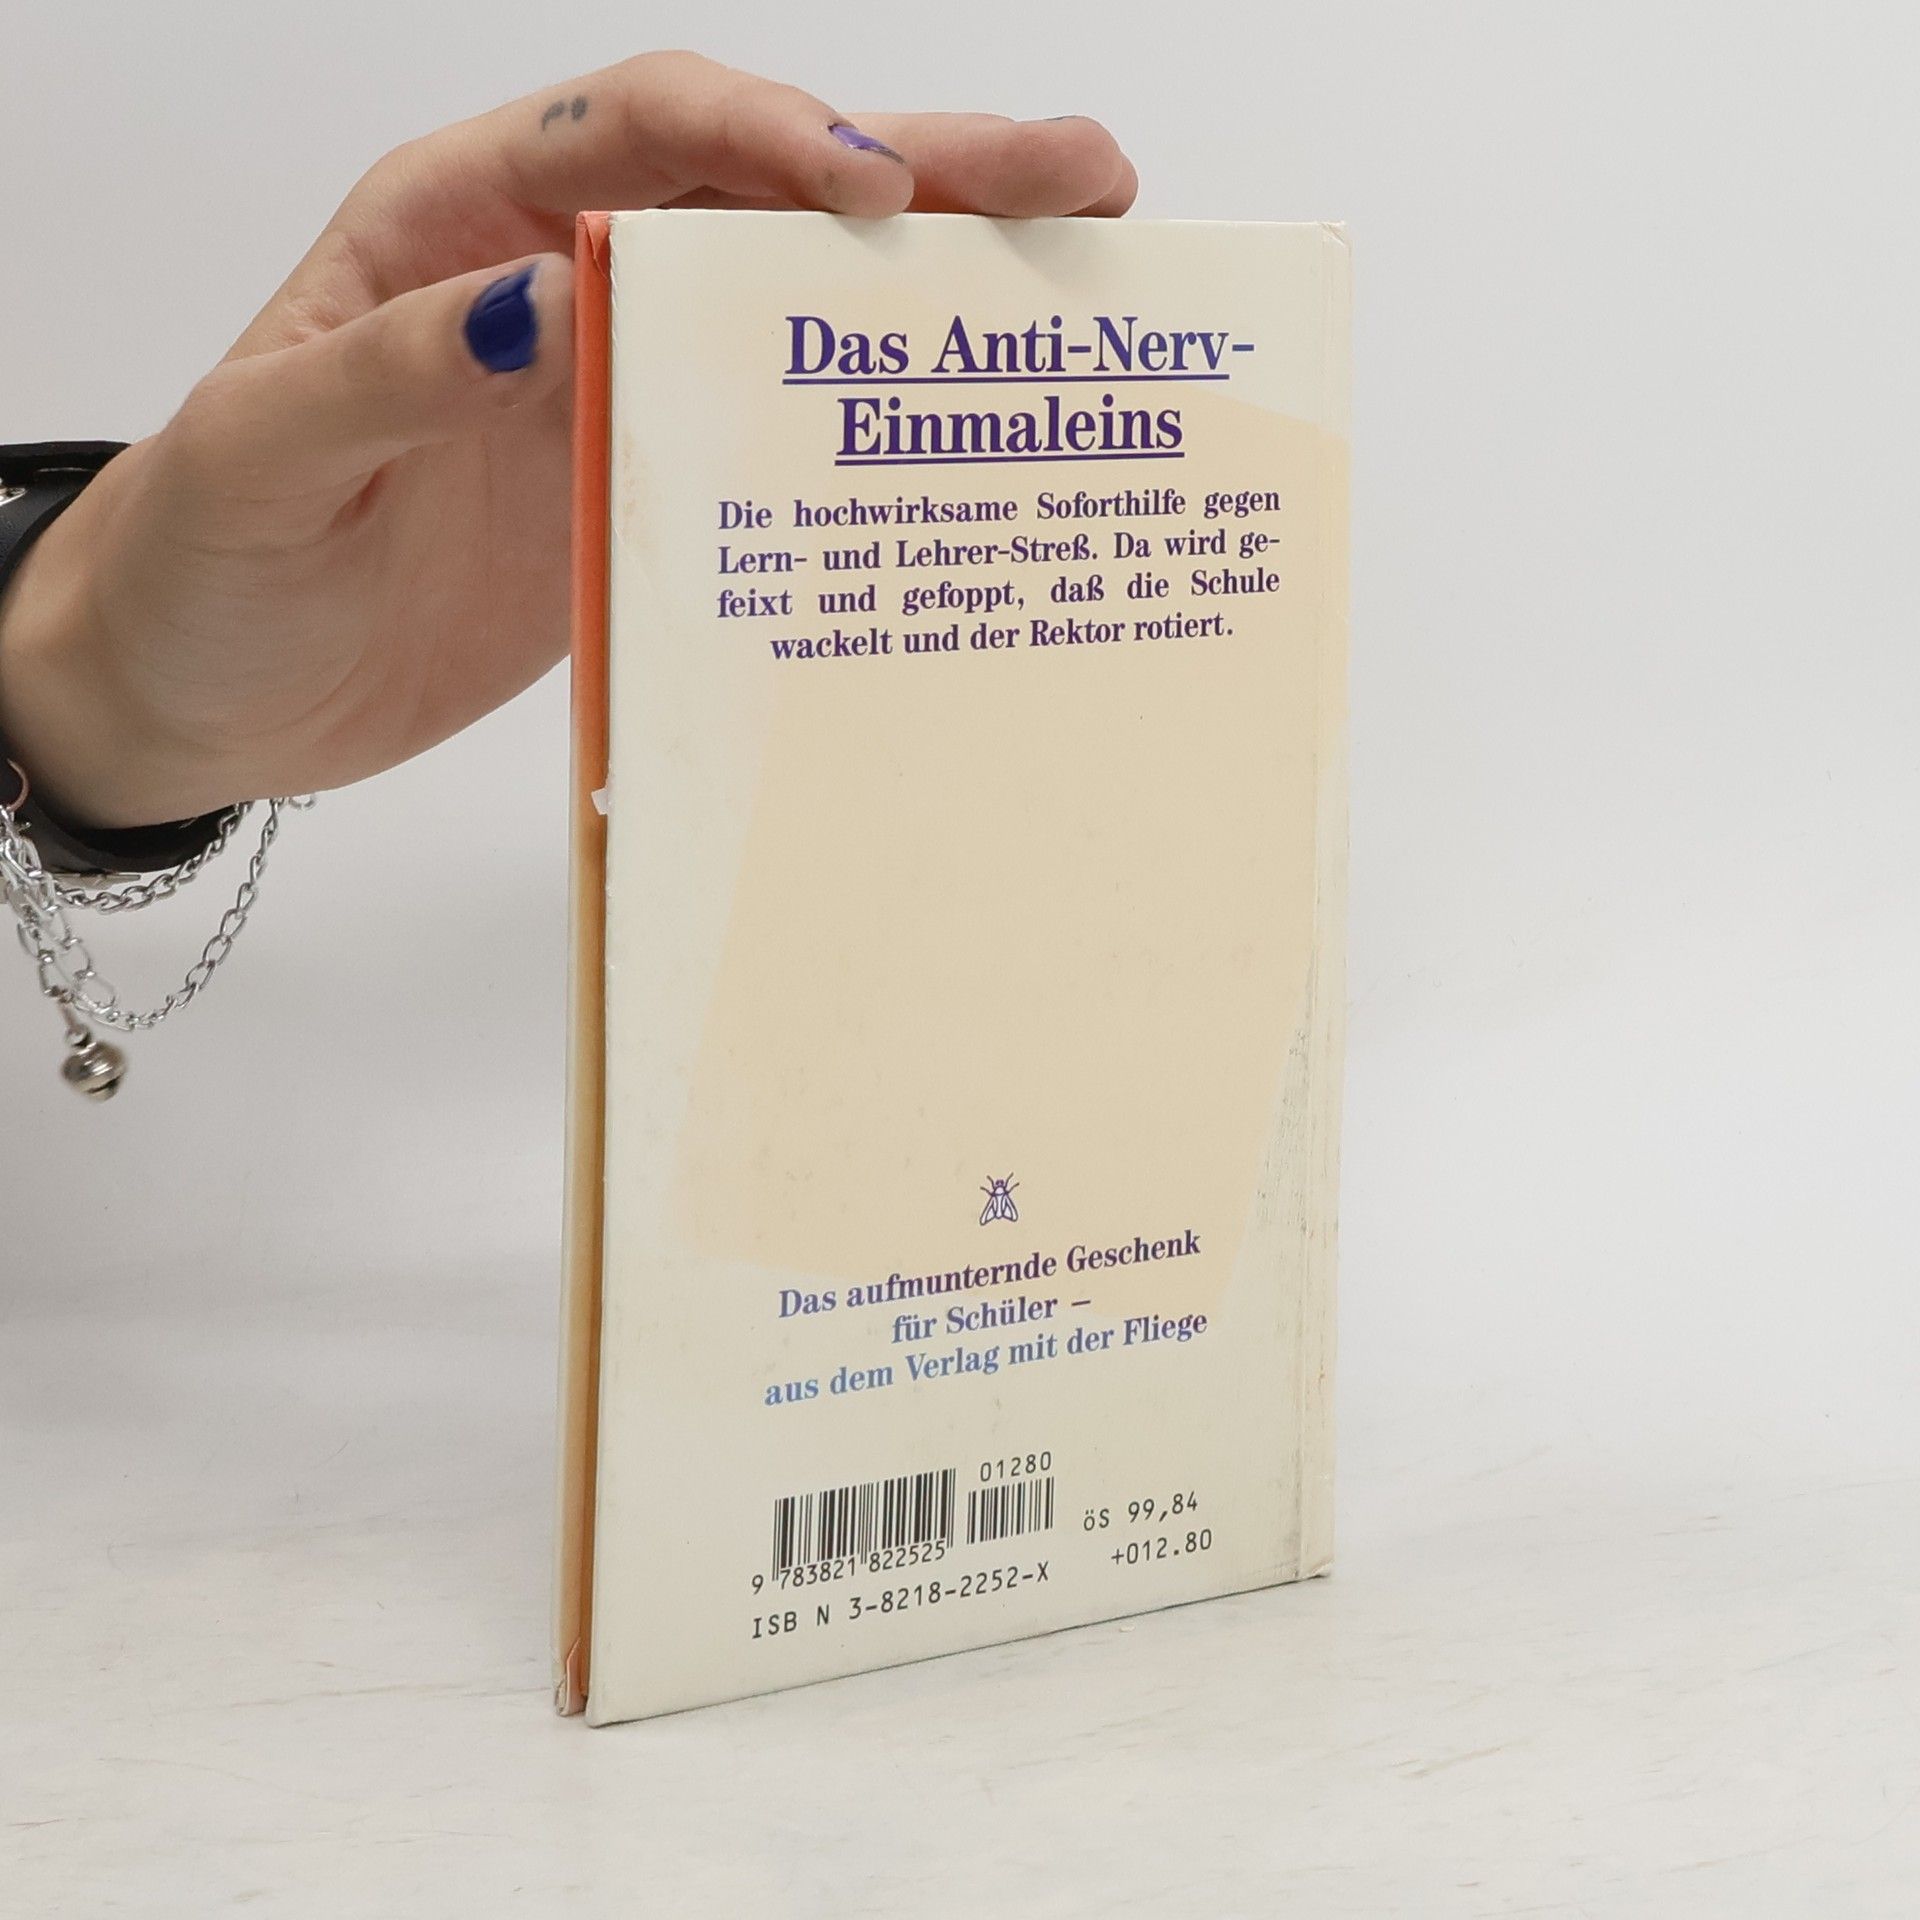 Das Anti-Nerv-
Einmaleins
Die hochwirksame Soforthilfe gegen
Lern- und Lehrer-Streß. Da wird ge-
feixt und gefoppt, daß die Schule
wackelt und der Rektor rotiert.
Das aufmunternde Geschenk
für Schüler –
aus dem Verlag mit der Fliege
01280
9 783821 822525
ISB N 3-8218-2252-X
öS 99,84
+012.80